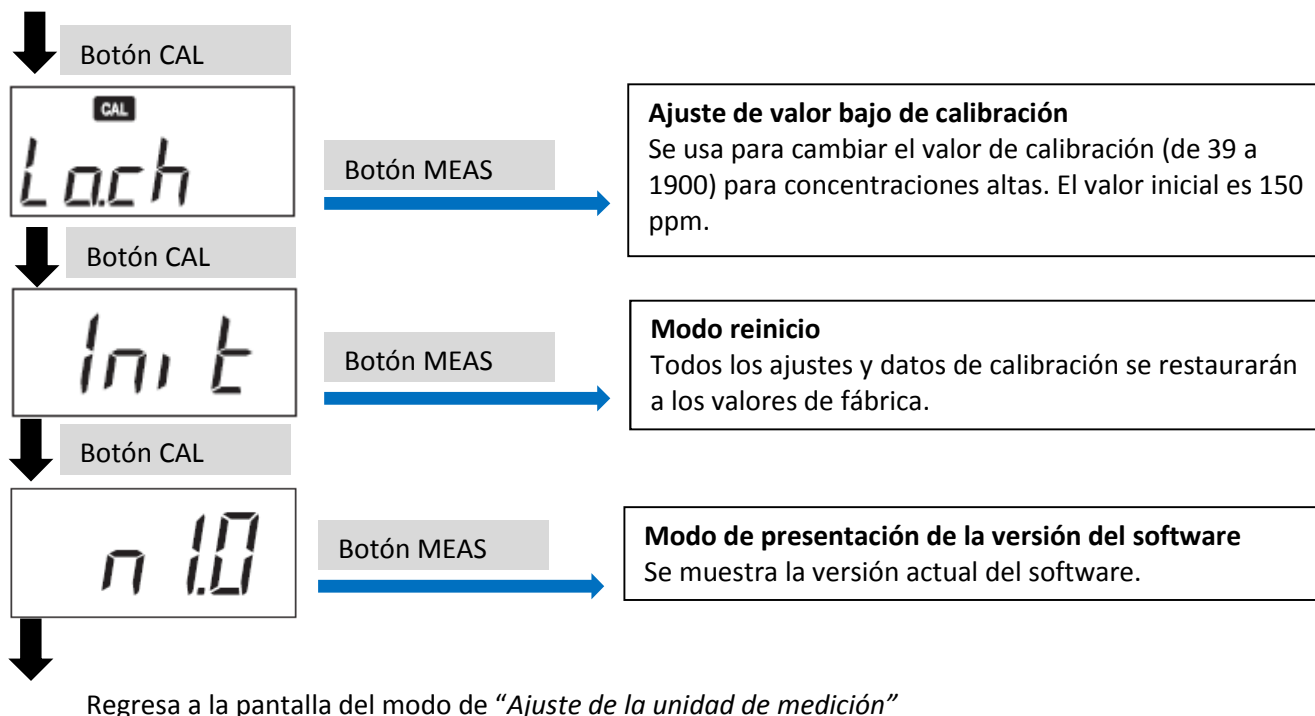 Botón CAL
CAL
Lo.ch
Botón MEAS
Ajuste de valor bajo de calibración
Se usa para cambiar el valor de calibración (de 39 a
1900) para concentraciones altas. El valor inicial es 150
ppm.
Botón CAL
Init
Botón MEAS
Modo reinicio
Todos los ajustes y datos de calibración se restaurarán
a los valores de fábrica.
Botón CAL
n 1.0
Botón MEAS
Modo de presentación de la versión del software
Se muestra la versión actual del software.
Regresa a la pantalla del modo de “Ajuste de la unidad de medición”